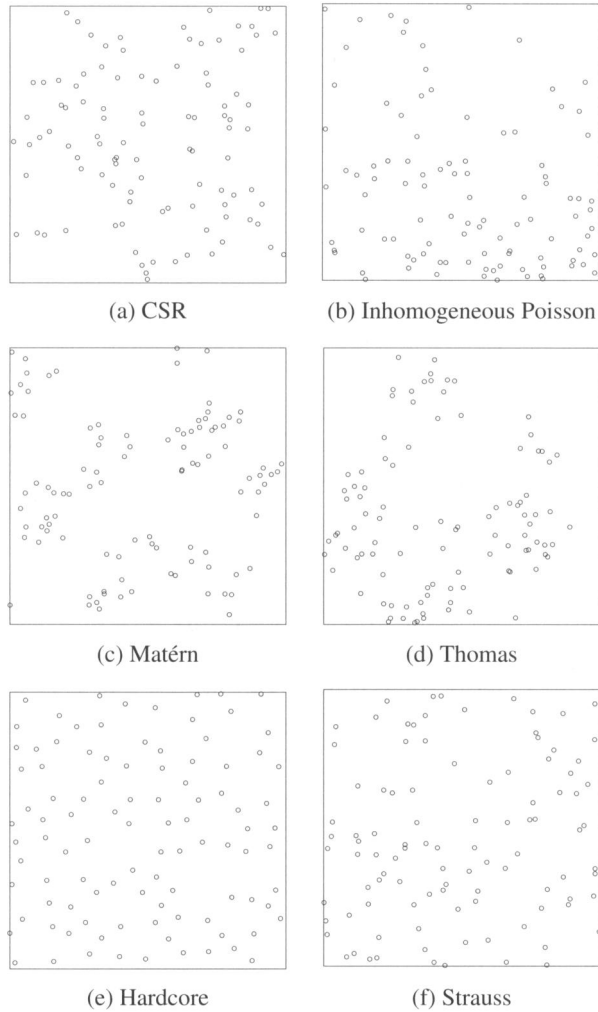 (a) CSR
(b) Inhomogeneous Poisson
(c) Matérn
(d) Thomas
(e) Hardcore
(f) Strauss